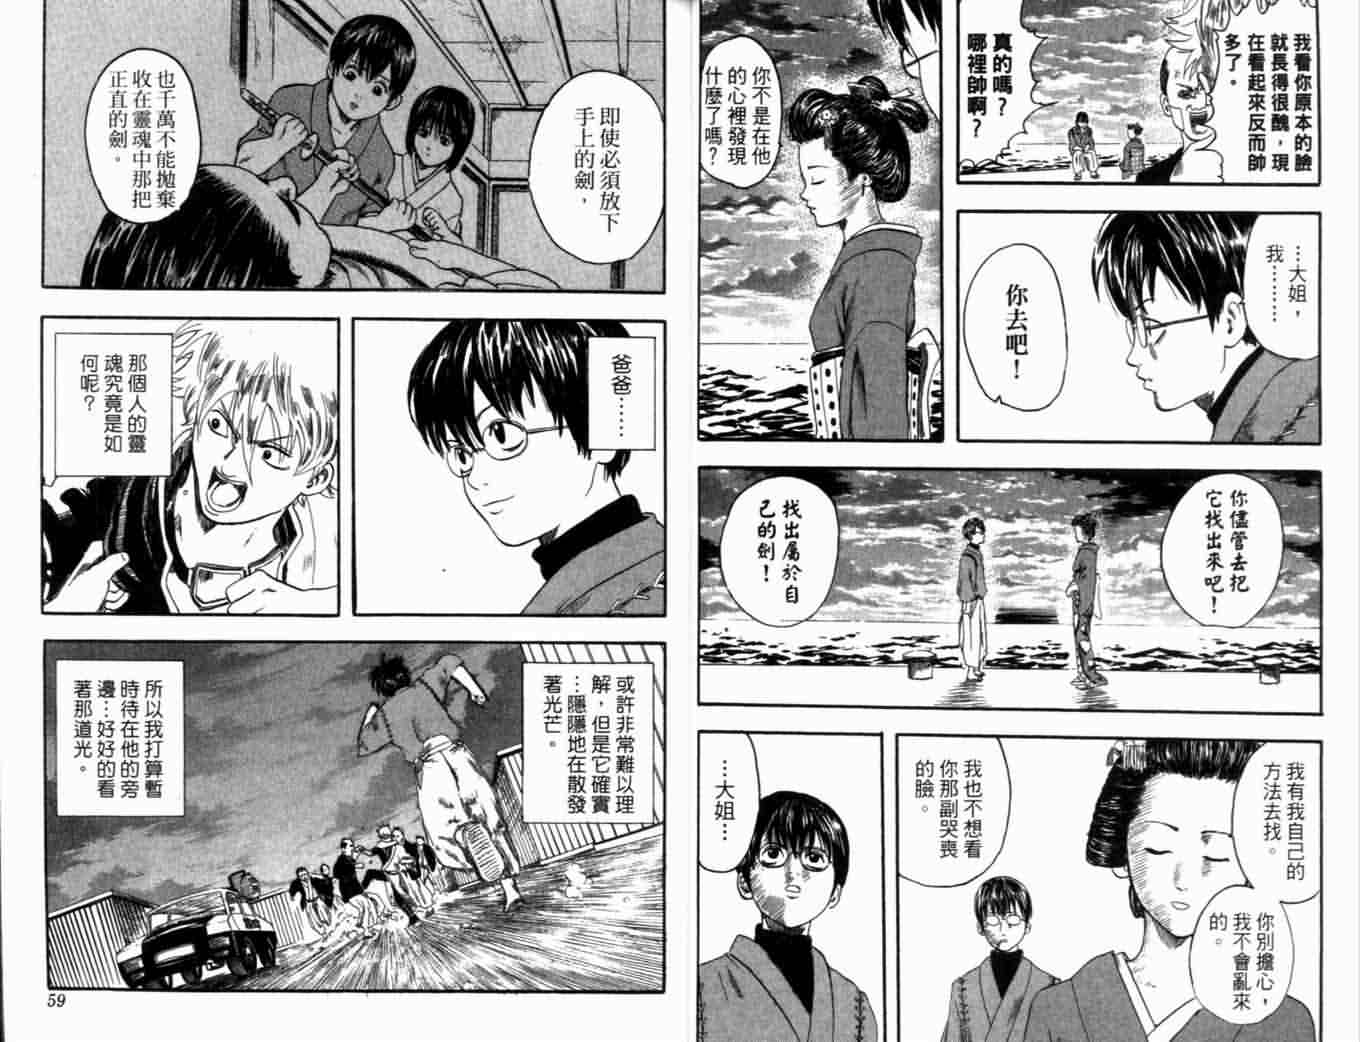 我看你原本的臉
就長得很醜，現
在看起來反而帥
多了。
真的嗎？
哪裡帥啊？
你不是在他
的心裡發現
什麼了嗎？
…大姐，
我………
你去吧！
你儘管去把
它找出來吧！
找出屬於自
己的劍！
我有我自己的
方法去找。
你別擔心，
我不會亂來
的。
我也不想看
你那副哭喪
的臉。
…大姐…
即使必須放下
手上的劍，
也千萬不能拋棄
收在靈魂中那把
正直的劍。
爸爸……
那個人的靈
魂究竟是如
何呢？
或許非常難以理
解，但是它確實
…隱隱地在散發
著光芒。
所以我打算暫
時待在他的旁
邊…好好的看
著那道光。
59